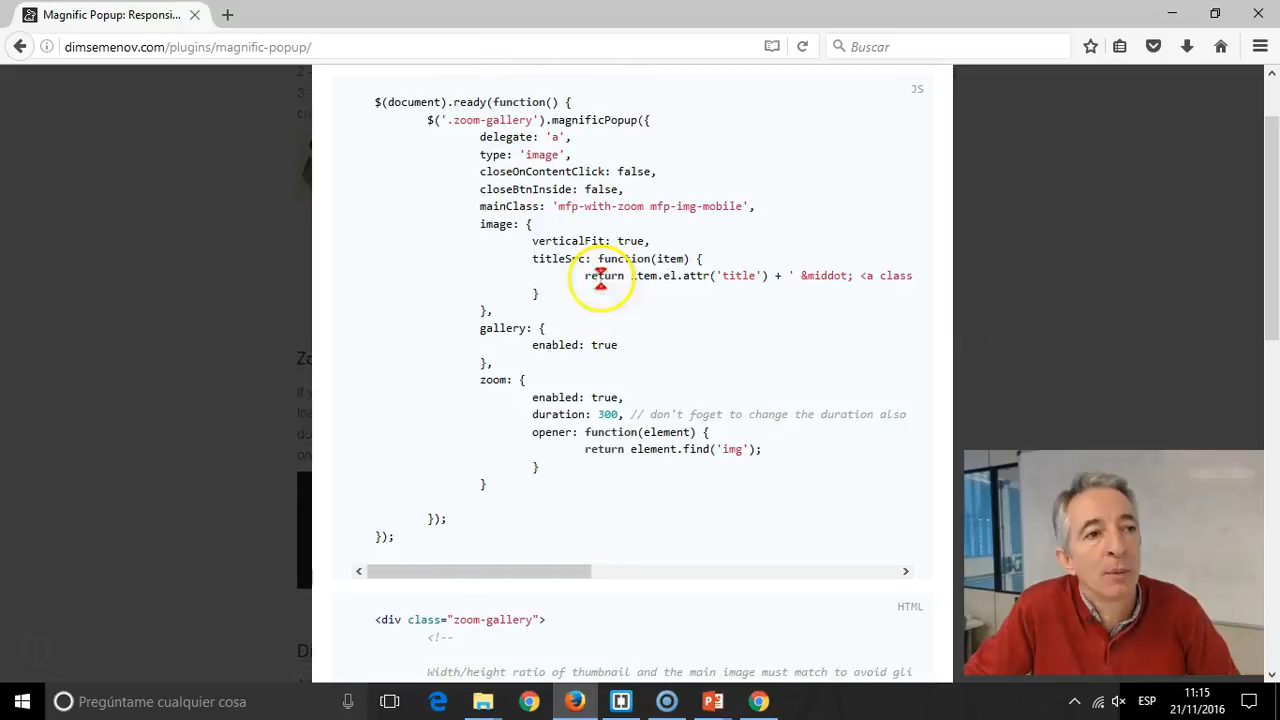 Magnific Popup: Responsi...
dimsemenov.com/plugins/magnific-popup/
Buscar
JS
$(document).ready(function() {
$('.zoom-gallery').magnificPopup({
delegate: 'a',
type: 'image',
closeOnContentClick: false,
closeBtnInside: false,
mainClass: 'mfp-with-zoom mfp-img-mobile',
image: {
verticalFit: true,
titleSrc: function(item) {
return item.el.attr('title') + ' &middot; <a class
}
},
gallery: {
enabled: true
},
zoom: {
enabled: true,
duration: 300, // don't foget to change the duration also
opener: function(element) {
return element.find('img');
}
}
});
});
HTML
<div class="zoom-gallery">
<!--
Width/height ratio of thumbnail and the main image must match to avoid gli
Pregúntame cualquier cosa
ESP
11:15
21/11/2016